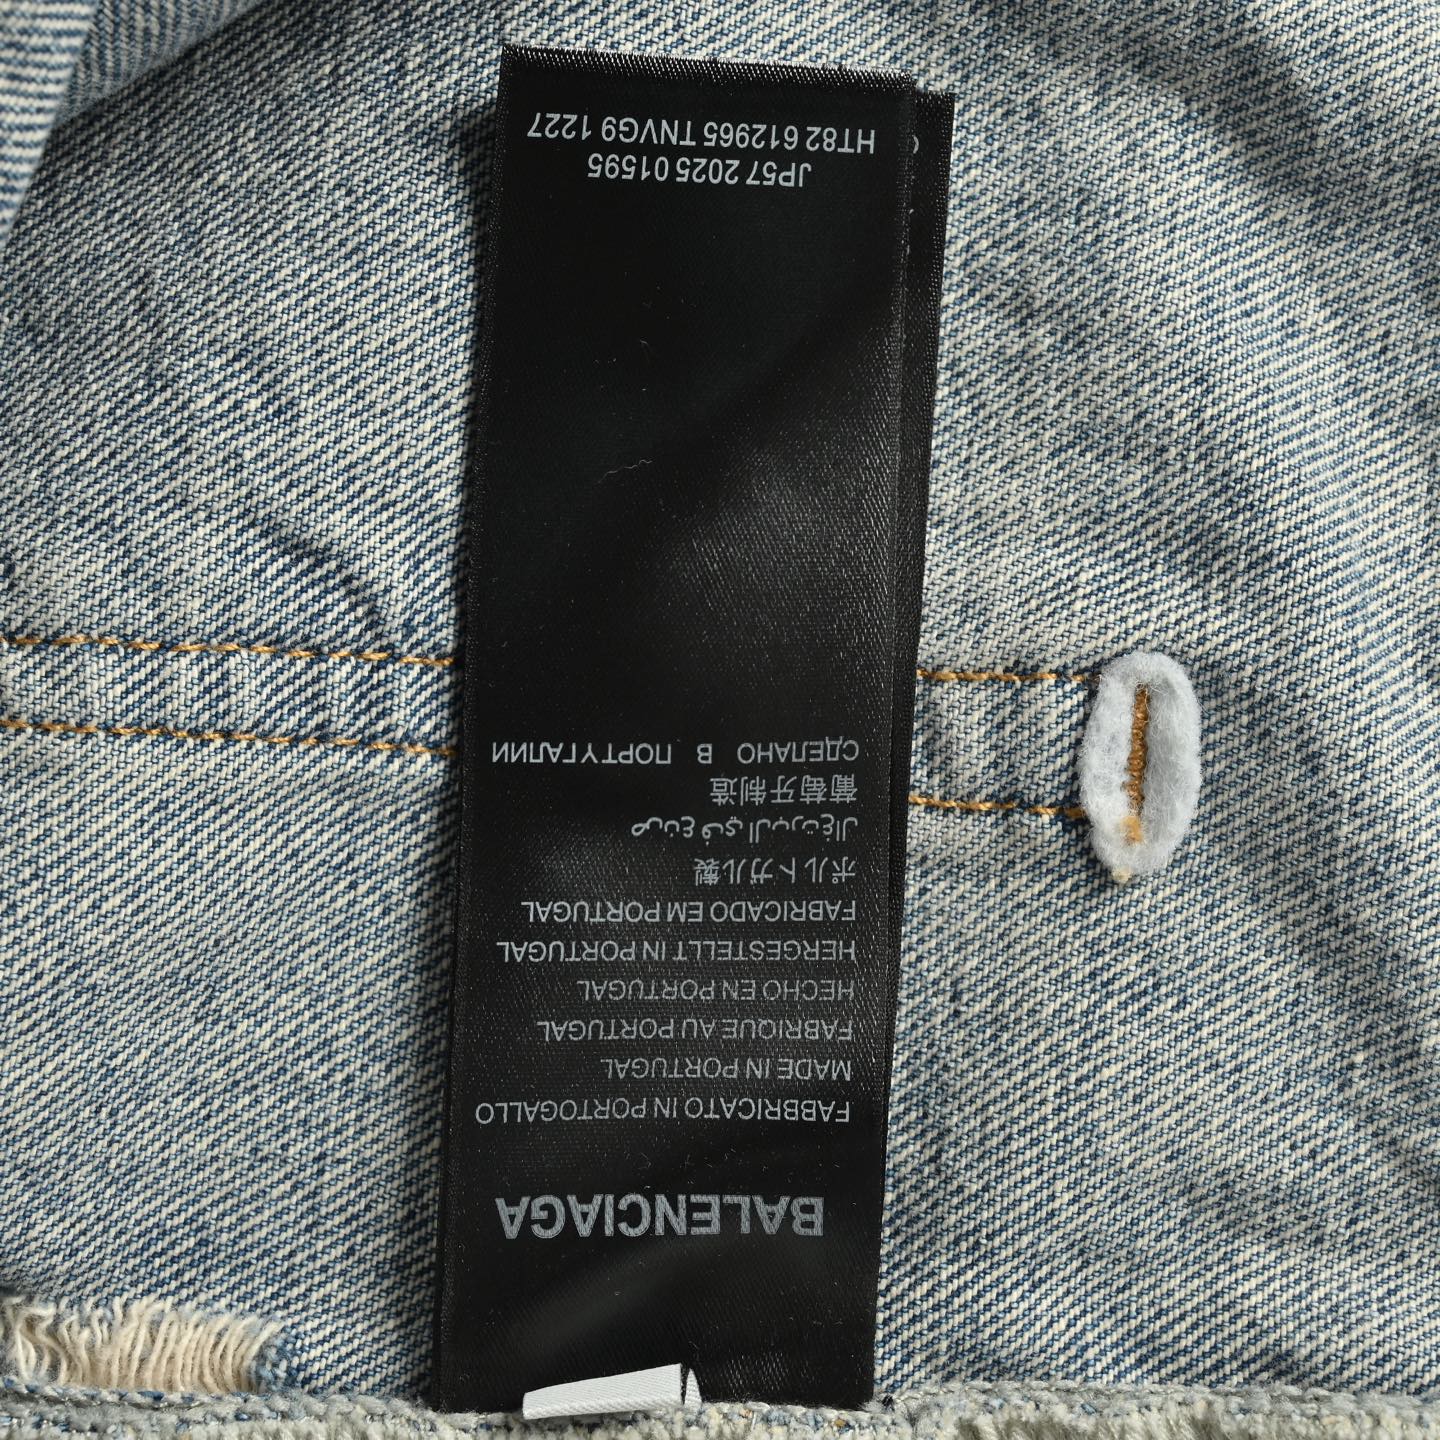 BALENCIAGA
FABBRICATO IN PORTOGALLO
MADE IN PORTUGAL
FABRIQUE AU PORTUGAL
HECHO EN PORTUGAL
HERGESTELLT IN PORTUGAL
FABRICADO EM PORTUGAL
ポルトガル製
صنع في البرتغال
葡萄牙制造
СДЕЛАНО В ПОРТУГАЛИИ
JP57 2025 01595
HT82 612965 TNVG9 1227